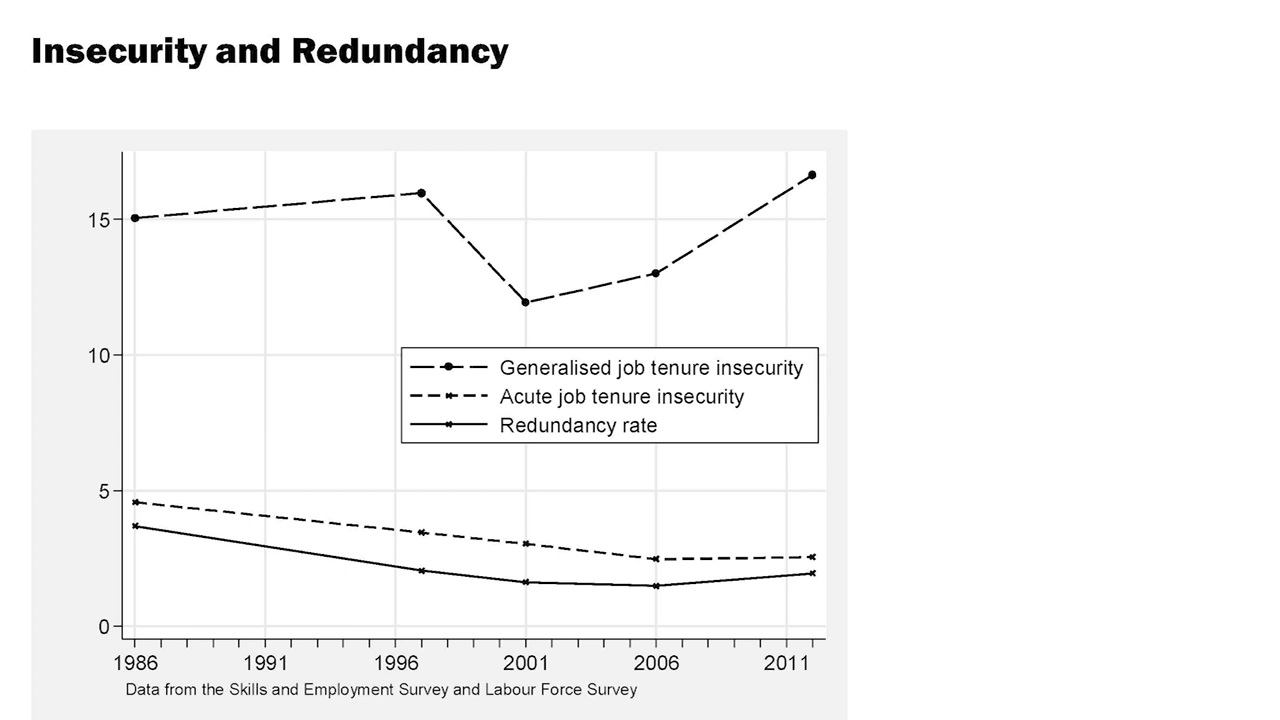 Insecurity and Redundancy
15
10
5
0
Generalised job tenure insecurity
Acute job tenure insecurity
Redundancy rate
1986 1991 1996 2001 2006 2011
Data from the Skills and Employment Survey and Labour Force Survey